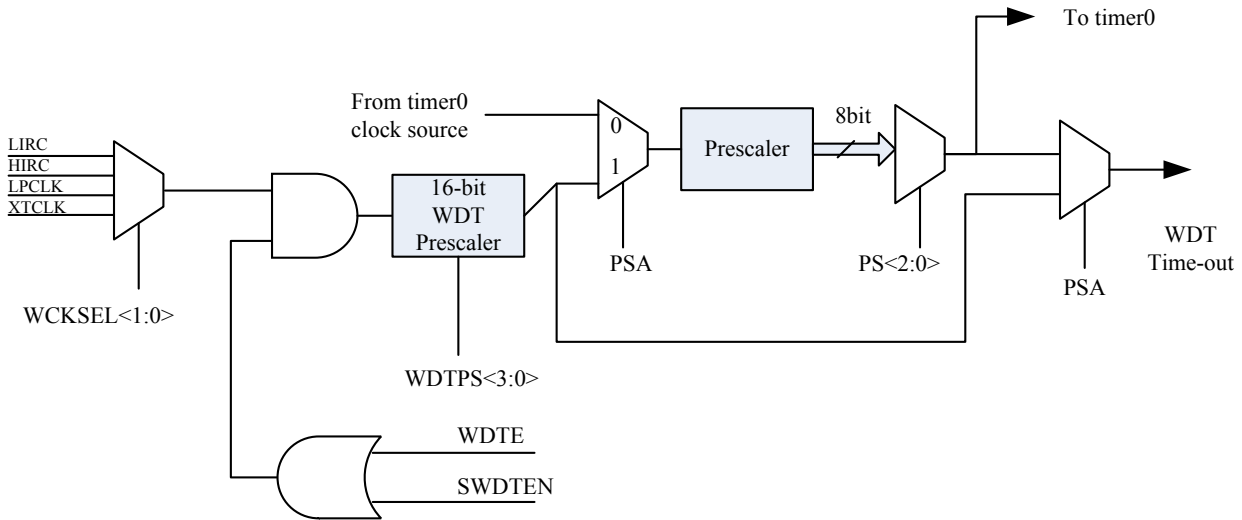 To timer0
From timer0
clock source
0
1
Prescaler
8bit
LIRC
HIRC
LPCLK
XTCLK
16-bit
WDT
Prescaler
PSA
PS<2:0>
WDT
Time-out
PSA
WCKSEL<1:0>
WDTPS<3:0>
WDTE
SWDTEN